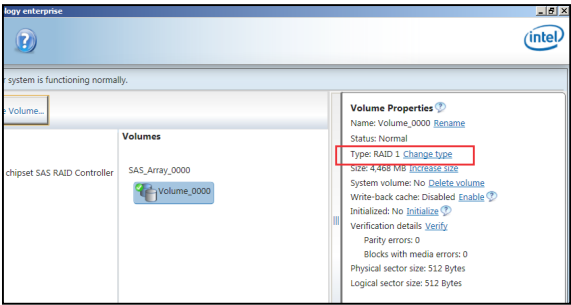 ology enterprise
?
intel
r system is functioning normally.
e Volume...
Volumes
chipset SAS RAID Controller
SAS_Array_0000
Volume_0000
Volume Properties ?
Name: Volume_0000 Rename
Status: Normal
Type: RAID 1 Change type
Size: 4,468 MB Increase size
System volume: No Delete volume
Write-back cache: Disabled Enable ?
Initialized: No Initialize ?
Verification details Verify
Parity errors: 0
Blocks with media errors: 0
Physical sector size: 512 Bytes
Logical sector size: 512 Bytes